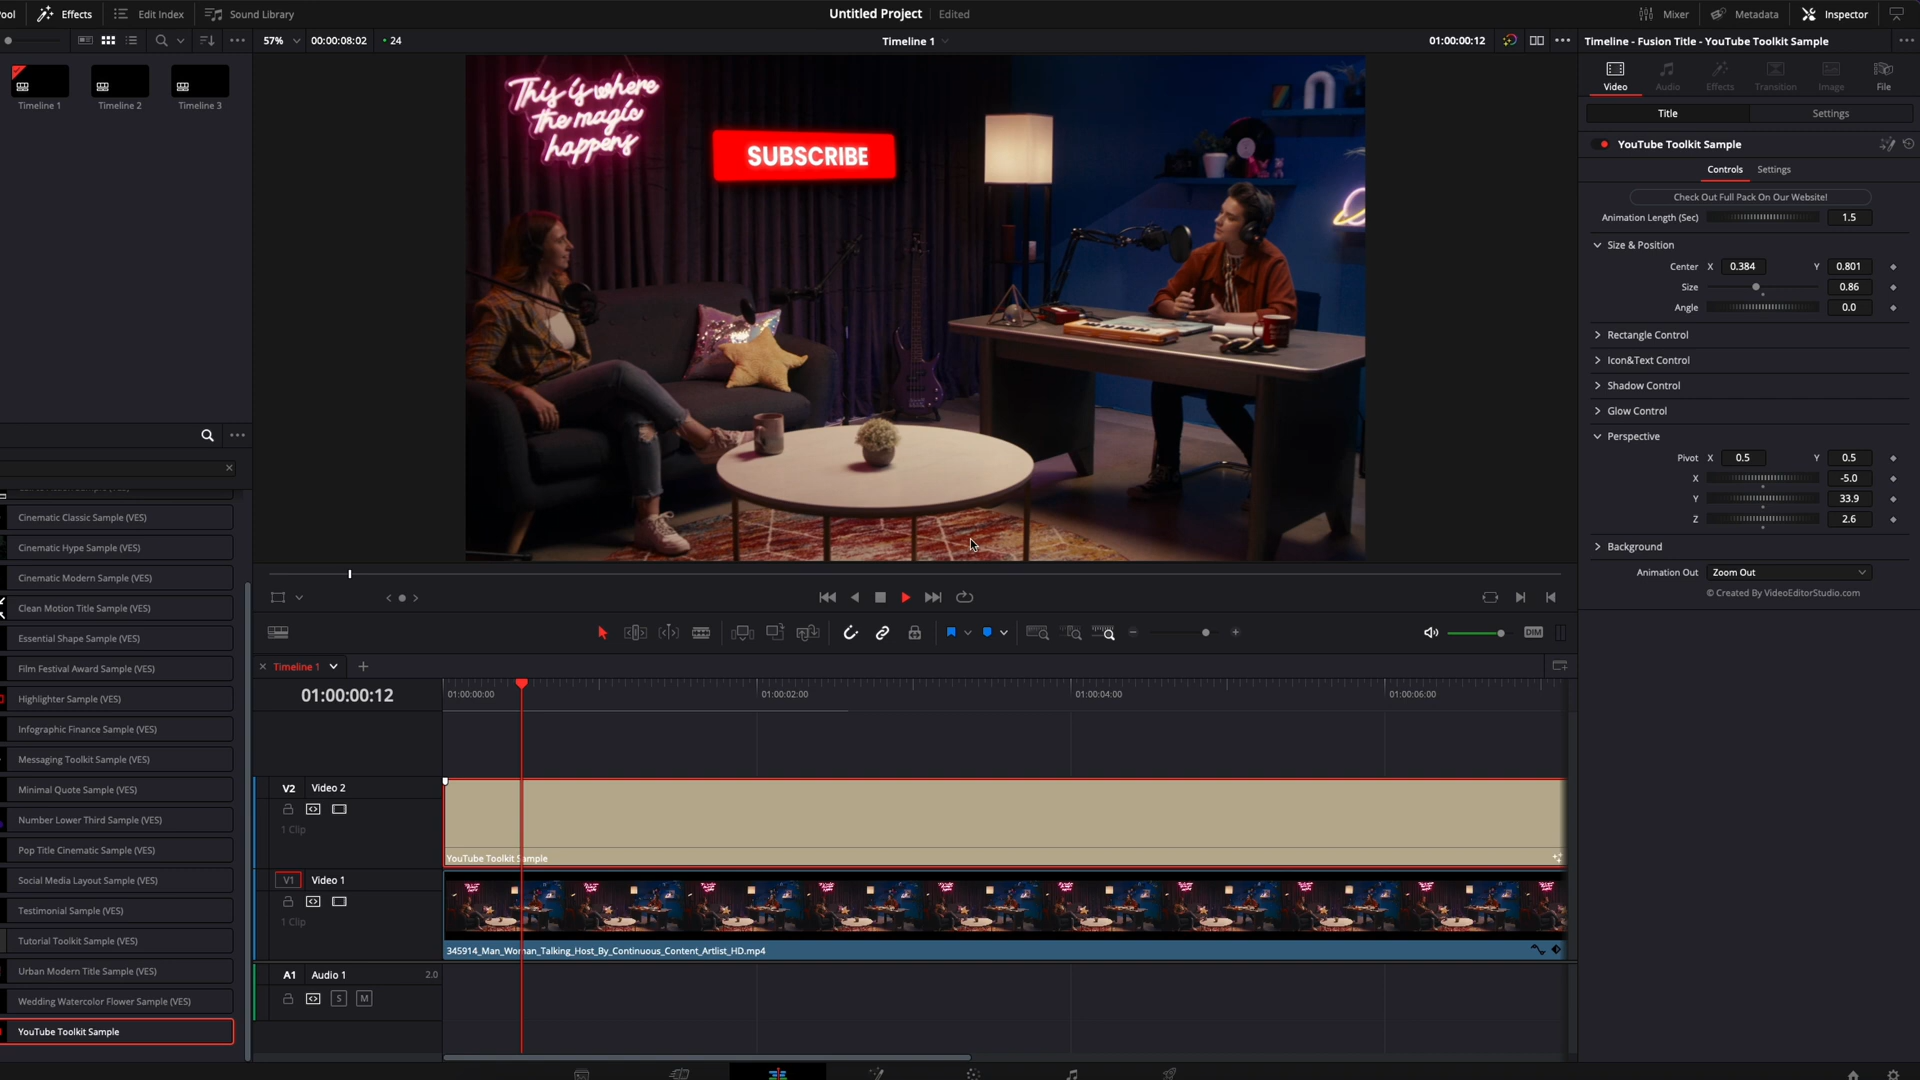 ool
Effects
Edit Index
Sound Library
Untitled Project
Edited
Mixer
Metadata
Inspector
57%
00:00:08:02
24
Timeline 1
01:00:00:12
Timeline - Fusion Title - YouTube Toolkit Sample
Timeline 1
Timeline 2
Timeline 3
This is where
the magic
happens
SUBSCRIBE
Video
Audio
Effects
Transition
Image
File
Title
Settings
YouTube Toolkit Sample
Controls
Settings
Check Out Full Pack On Our Website!
Animation Length (Sec)
1.5
Size & Position
Center X 0.384 Y 0.801
Size 0.86
Angle 0.0
Rectangle Control
Icon&Text Control
Shadow Control
Glow Control
Perspective
Pivot X 0.5 Y 0.5
X -5.0
Y 33.9
Z 2.6
Background
Animation Out Zoom Out
© Created By VideoEditorStudio.com
Cinematic Classic Sample (VES)
Cinematic Hype Sample (VES)
Cinematic Modern Sample (VES)
Clean Motion Title Sample (VES)
Essential Shape Sample (VES)
Film Festival Award Sample (VES)
Highlighter Sample (VES)
Infographic Finance Sample (VES)
Messaging Toolkit Sample (VES)
Minimal Quote Sample (VES)
Number Lower Third Sample (VES)
Pop Title Cinematic Sample (VES)
Social Media Layout Sample (VES)
Testimonial Sample (VES)
Tutorial Toolkit Sample (VES)
Urban Modern Title Sample (VES)
Wedding Watercolor Flower Sample (VES)
YouTube Toolkit Sample
DIM
Timeline 1
01:00:00:12
01:00:00:00
01:00:02:00
01:00:04:00
01:00:06:00
V2 Video 2
1 Clip
YouTube Toolkit Sample
V1 Video 1
1 Clip
345914_Man_Woman_Talking_Host_By_Continuous_Content_Artlist_HD.mp4
A1 Audio 1 2.0
S M